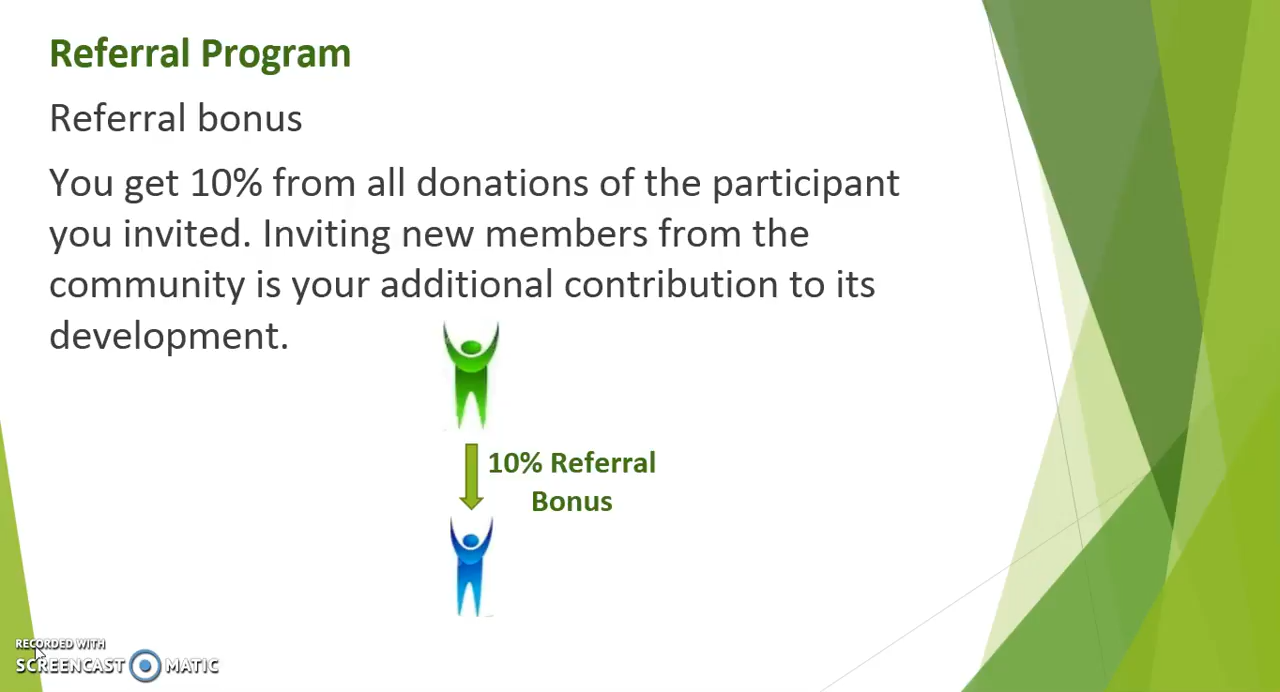 Referral Program
Referral bonus
You get 10% from all donations of the participant
you invited. Inviting new members from the
community is your additional contribution to its
development.
10% Referral
Bonus
RECORDED WITH
SCREENCAST MATIC